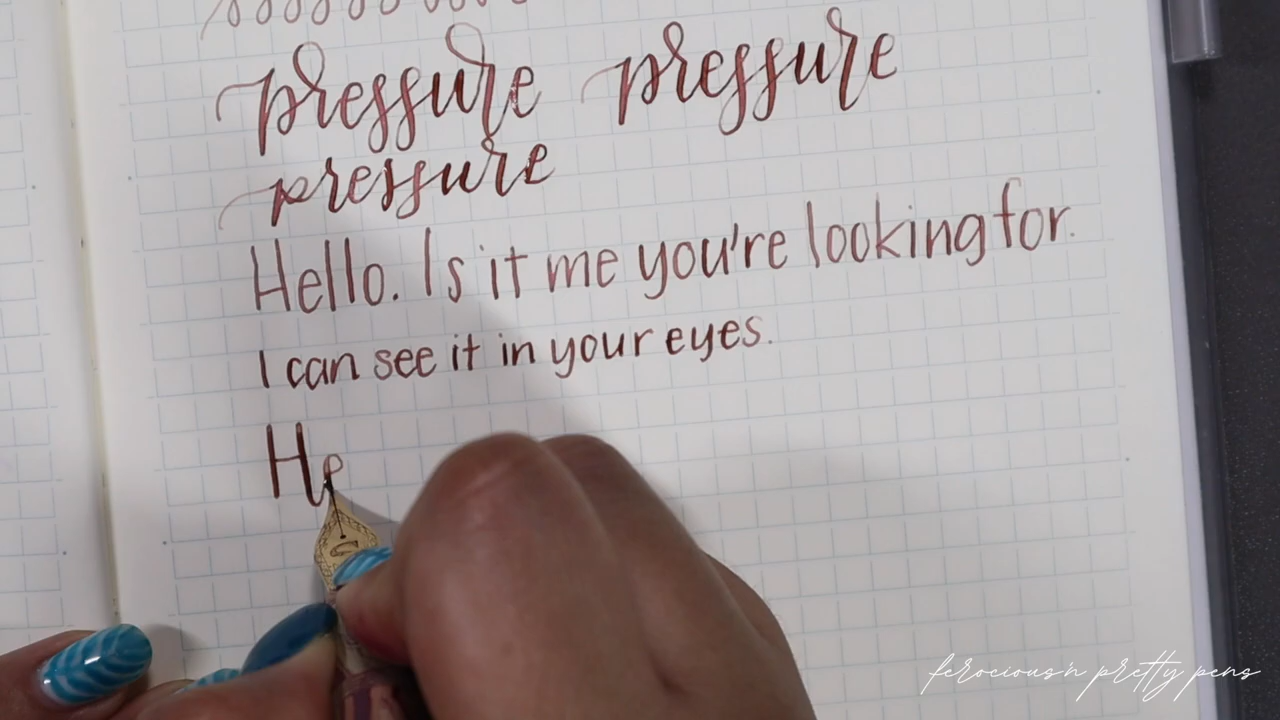 pressure pressure
pressure
Hello. Is it me you're looking for.
I can see it in your eyes.
He
ferocious'n pretty pens